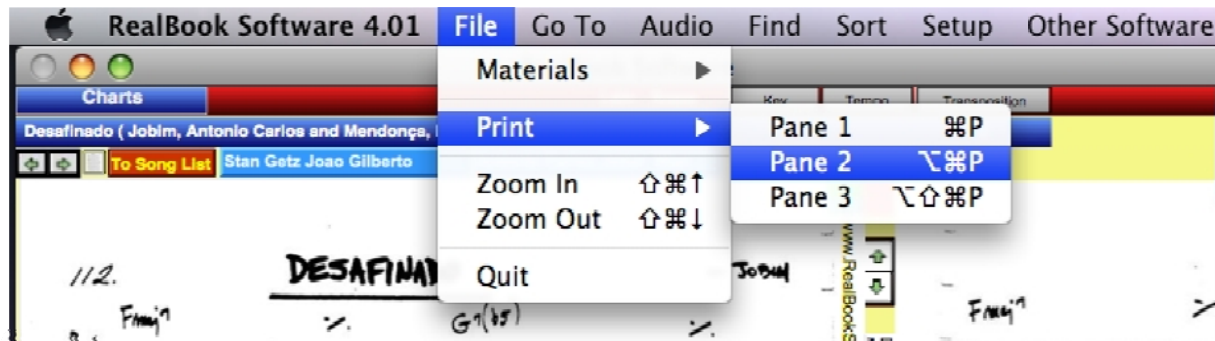 RealBook Software 4.01 File Go To Audio Find Sort Setup Other Software
Charts Key Tempo Transposition
Materials ▶
Desafinado ( Jobim, Antonio Carlos and Mendonça,
Print ▶
Pane 1 ⌘P
To Song List Stan Getz Joao Gilberto
Pane 2 ⌥⌘P
Zoom In ⇧⌘↑
Pane 3 ⌥⇧⌘P
Zoom Out ⇧⌘↓
www.RealBookS
112. DESAFINAD JOBIM
Quit
Fmaj7 ٪ G7(b5) ٪ Fmaj7 ٪